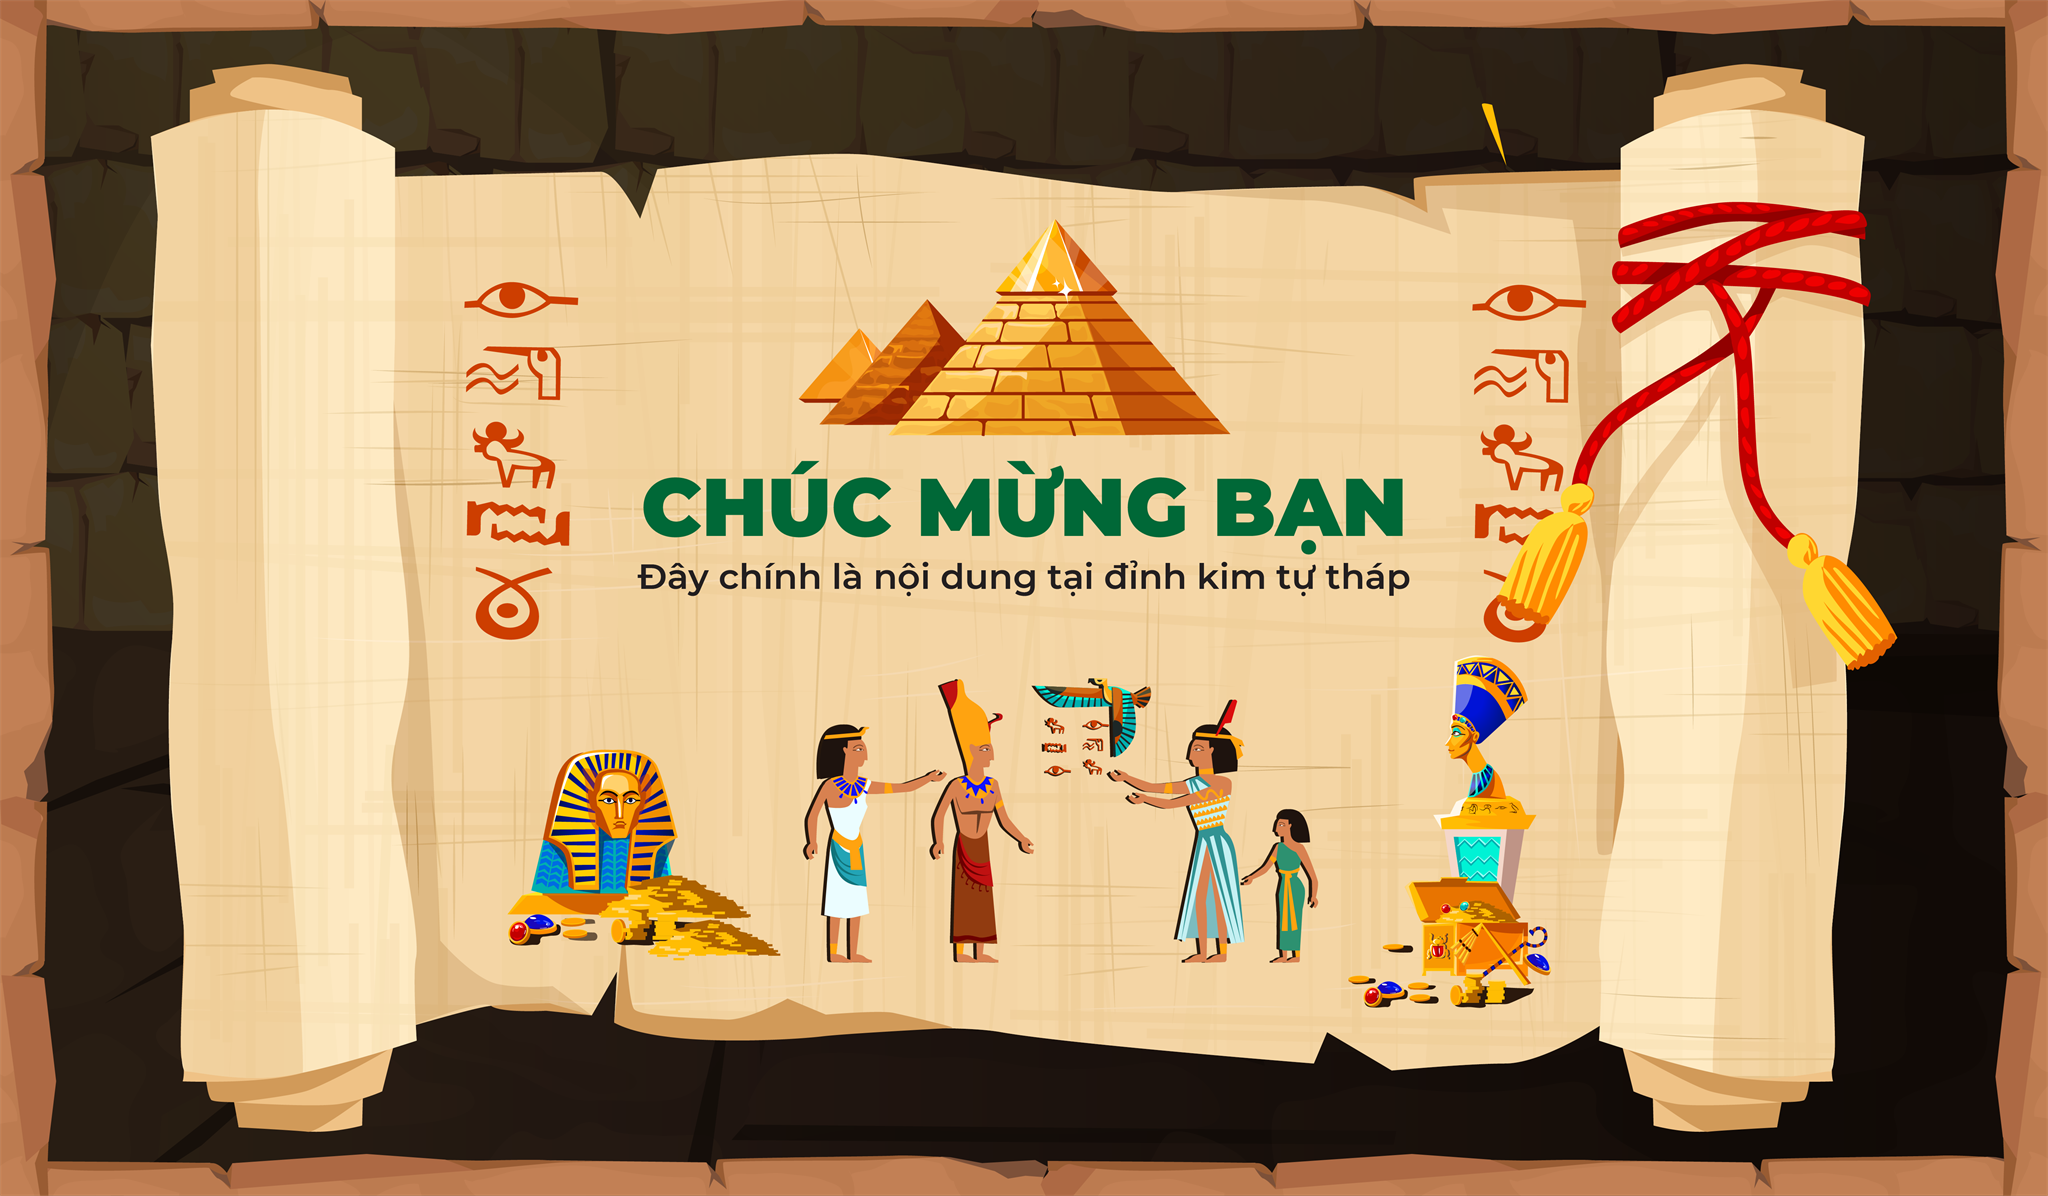 CHÚC MỪNG BẠN
Đây chính là nội dung tại đỉnh kim tự tháp